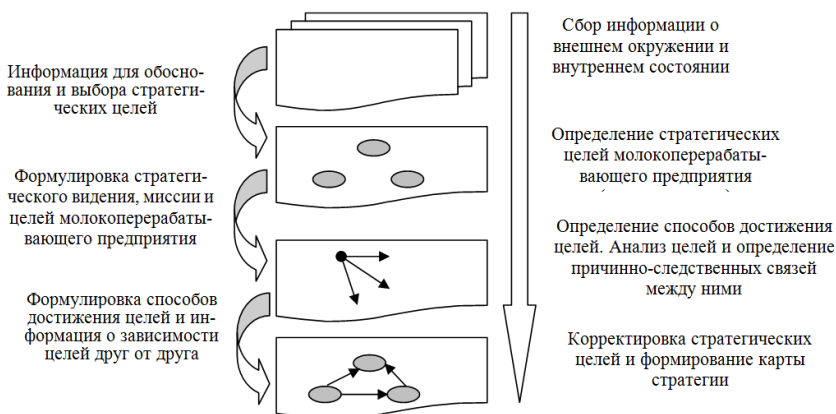 Информация для обосно-
вания и выбора стратеги-
ческих целей
Формулировка стратеги-
ческого видения, миссии и
целей молокоперерабаты-
вающего предприятия
Формулировка способов
достижения целей и ин-
формация о зависимости
целей друг от друга
Сбор информации о
внешнем окружении и
внутреннем состоянии
Определение стратегических
целей молокоперерабаты-
вающего предприятия
Определение способов достижения
целей. Анализ целей и определение
причинно-следственных связей
между ними
Корректировка стратегических
целей и формирование карты
стратегии